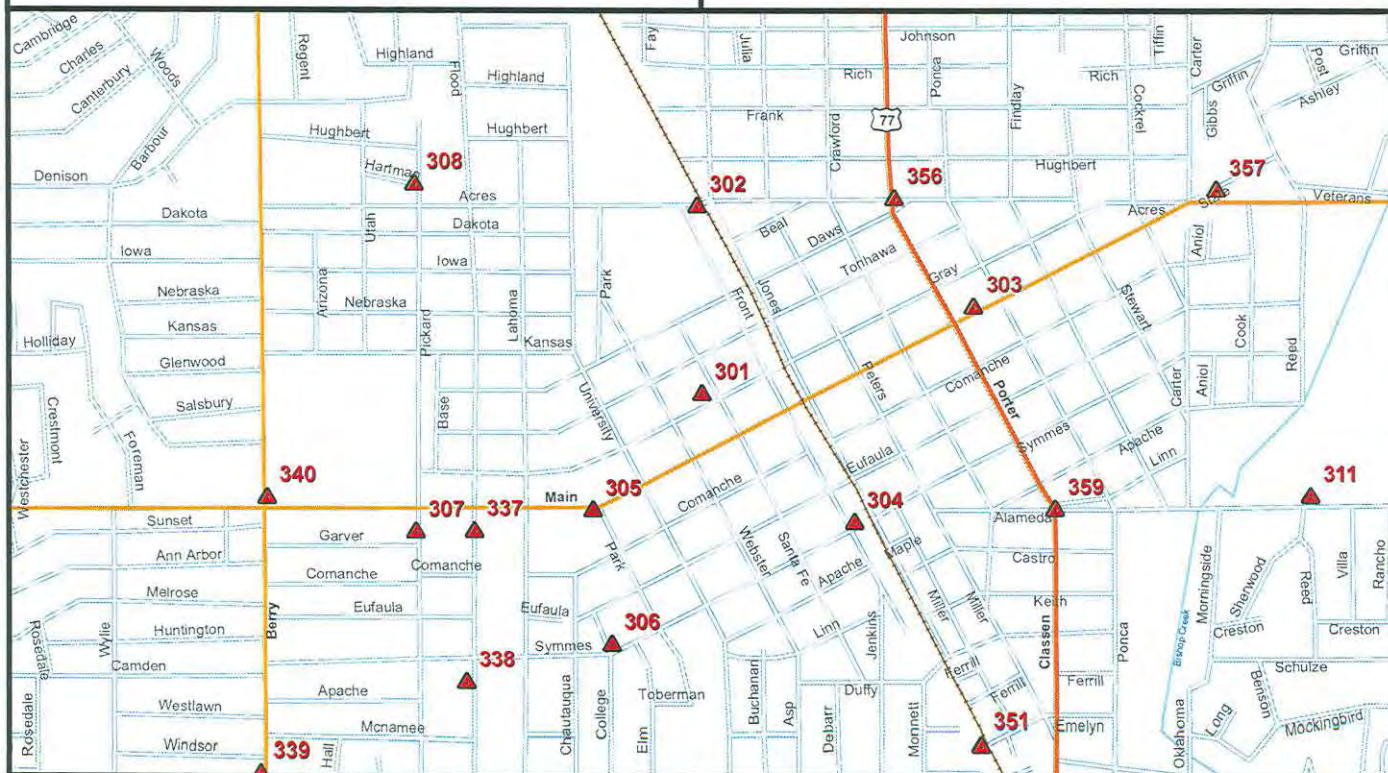 Cambridge
Charles
Canterbury
Woods
Barbour
Regent
Highland
Flood
Highland
Hughbert
Hughbert
Hartman
308
Denison
Acres
Dakota
Utah
Dakota
Iowa
Iowa
Nebraska
Arizona
Nebraska
Kansas
Pickard
Lahoma
Kansas
Park
Holliday
Glenwood
Salsbury
Base
University
Crestmont
Foreman
Westchester
Fay
Julia
Johnson
Rich
Ponca
Rich
Tiffin
Carter
Griffin
Post
Griffin
Ashley
Gibbs
77
Frank
Crawford
Findlay
Cockrel
Hughbert
302
356
357
State
Veterans
Acres
Beal
Daws
Tonhawa
Gray
Aniol
303
Front
Jones
Stewart
Cook
Reed
301
Peters
Comanche
Porter
Carter
Aniol
Symmes
Apache
Linn
Eufaula
340
307
337
Main
305
Comanche
304
359
311
Sunset
Garver
Alameda
Ann Arbor
Comanche
Comanche
Park
Webster
Santa Fe
Apache
Maple
Castro
Melrose
Eufaula
Eufaula
Miller
Miller
Keith
Morningside
Sherwood
Reed
Villa
Rancho
Rosedale
Wylie
Huntington
Berry
306
Linn
Jenkins
Classen
Ponca
Bishop Creek
Creston
Creston
Camden
Symmes
338
Ferrill
Schulze
Westlawn
Apache
Toberman
Duffy
Ferrill
Ferrill
Benson
Rosedale
Windsor
Mcnamee
Hall
Chautauqua
College
Elm
Buchanan
Asp
Debarr
Monnett
351
Emelyn
Oklahoma
Long
Mockingbird
339